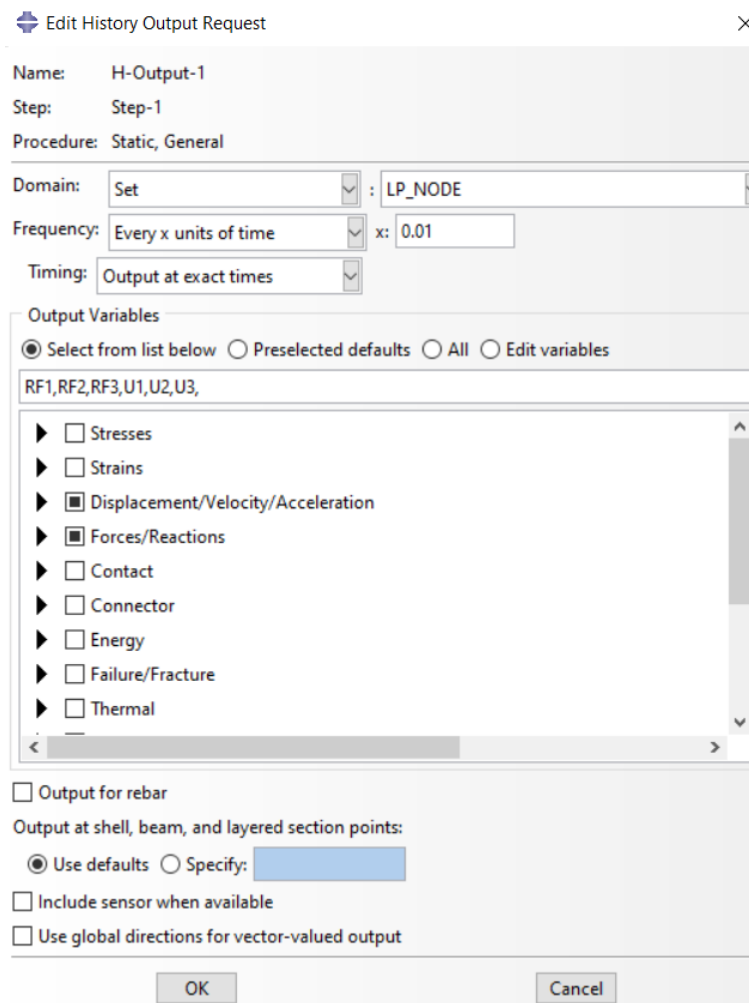 Edit History Output Request
Name: H-Output-1
Step: Step-1
Procedure: Static, General
Domain: Set : LP_NODE
Frequency: Every x units of time x: 0.01
Timing: Output at exact times
Output Variables
Select from list below Preselected defaults All Edit variables
RF1,RF2,RF3,U1,U2,U3,
Stresses
Strains
Displacement/Velocity/Acceleration
Forces/Reactions
Contact
Connector
Energy
Failure/Fracture
Thermal
Output for rebar
Output at shell, beam, and layered section points:
Use defaults Specify:
Include sensor when available
Use global directions for vector-valued output
OK Cancel